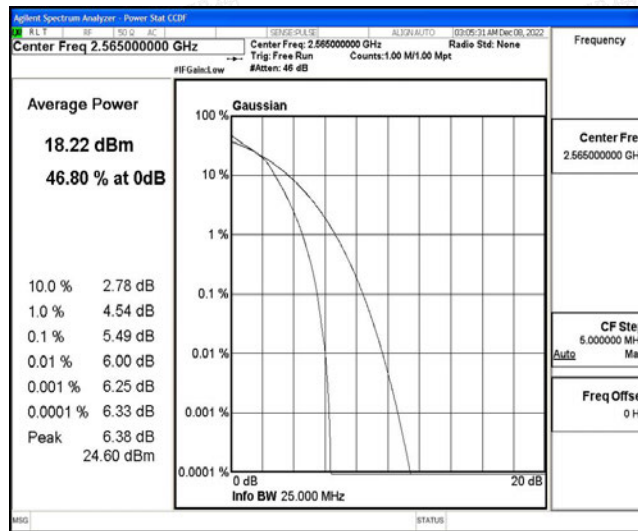 Agilent Spectrum Analyzer - Power Stat CCDF
R L T RF 50 Ω AC SENSE:PULSE ALIGN AUTO 03:05:31 AM Dec 08, 2022
Center Freq 2.565000000 GHz
Center Freq: 2.565000000 GHz Radio Std: None
Trig: Free Run Counts:1.00 M/1.00 Mpt
#IFGain:Low #Atten: 46 dB
Frequency
Average Power
18.22 dBm
46.80 % at 0dB
10.0 % 2.78 dB
1.0 % 4.54 dB
0.1 % 5.49 dB
0.01 % 6.00 dB
0.001 % 6.25 dB
0.0001 % 6.33 dB
Peak 6.38 dB
24.60 dBm
Gaussian
100 %
10 %
1 %
0.1 %
0.01 %
0.001 %
0.0001 %
0 dB 20 dB
Info BW 25.000 MHz
Center Fre
2.565000000 GH
CF Ste
5.000000 MH
Auto Ma
Freq Offse
0 H
MSG STATUS